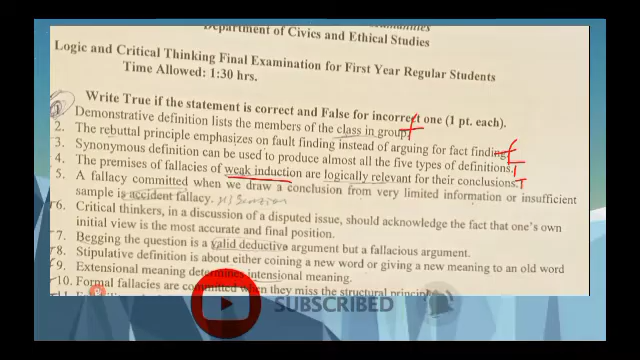 Department of Civics and Ethical Studies
Logic and Critical Thinking Final Examination for First Year Regular Students
Time Allowed: 1:30 hrs.
Write True if the statement is correct and False for incorrect one (1 pt. each).
1. Demonstrative definition lists the members of the class in group.
2. The rebuttal principle emphasizes on fault finding instead of arguing for fact finding.
3. Synonymous definition can be used to produce almost all the five types of definitions.
4. The premises of fallacies of weak induction are logically relevant for their conclusions.
5. A fallacy committed when we draw a conclusion from very limited information or insufficient
sample is accident fallacy.
6. Critical thinkers, in a discussion of a disputed issue, should acknowledge the fact that one's own
initial view is the most accurate and final position.
7. Begging the question is a valid deductive argument but a fallacious argument.
8. Stipulative definition is about either coining a new word or giving a new meaning to an old word
9. Extensional meaning determines intensional meaning.
10. Formal fallacies are committed when they miss the structural principle
SUBSCRIBED